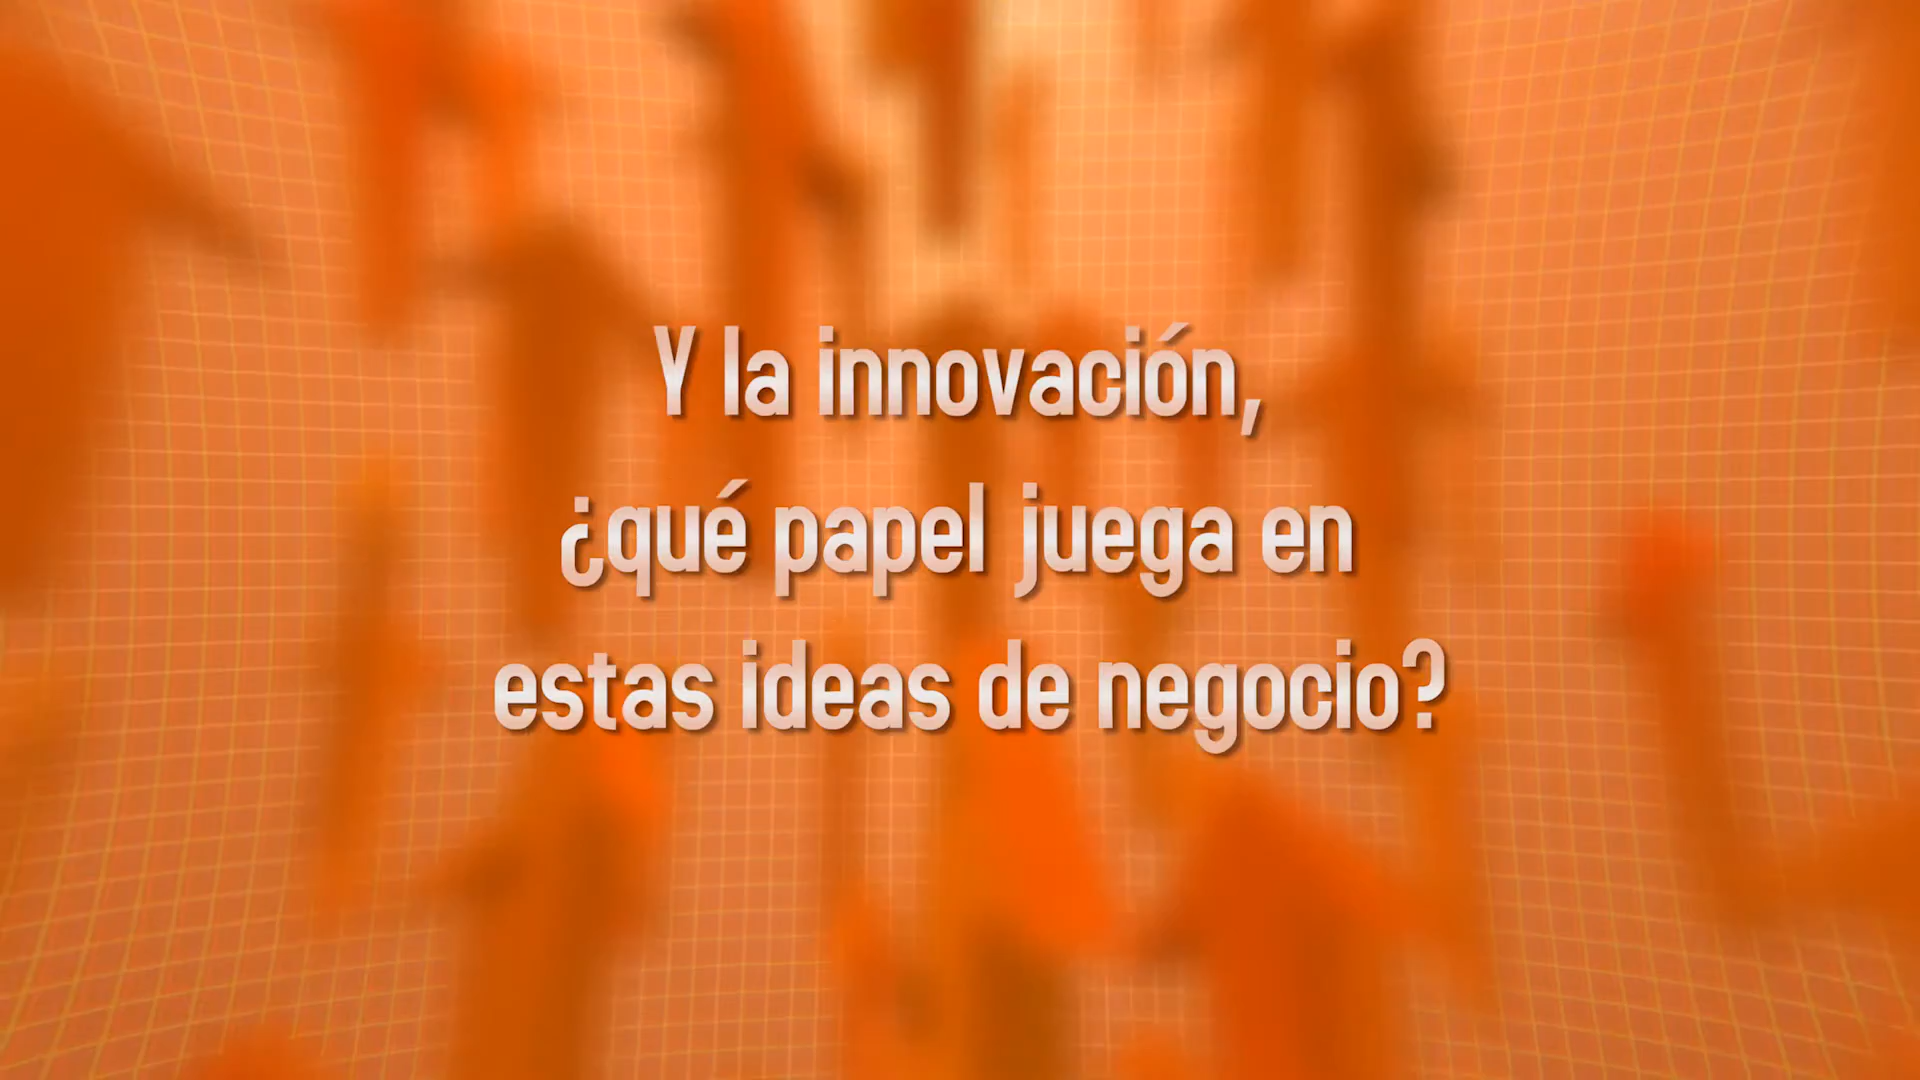 Y la innovación,
¿qué papel juega en
estas ideas de negocio?